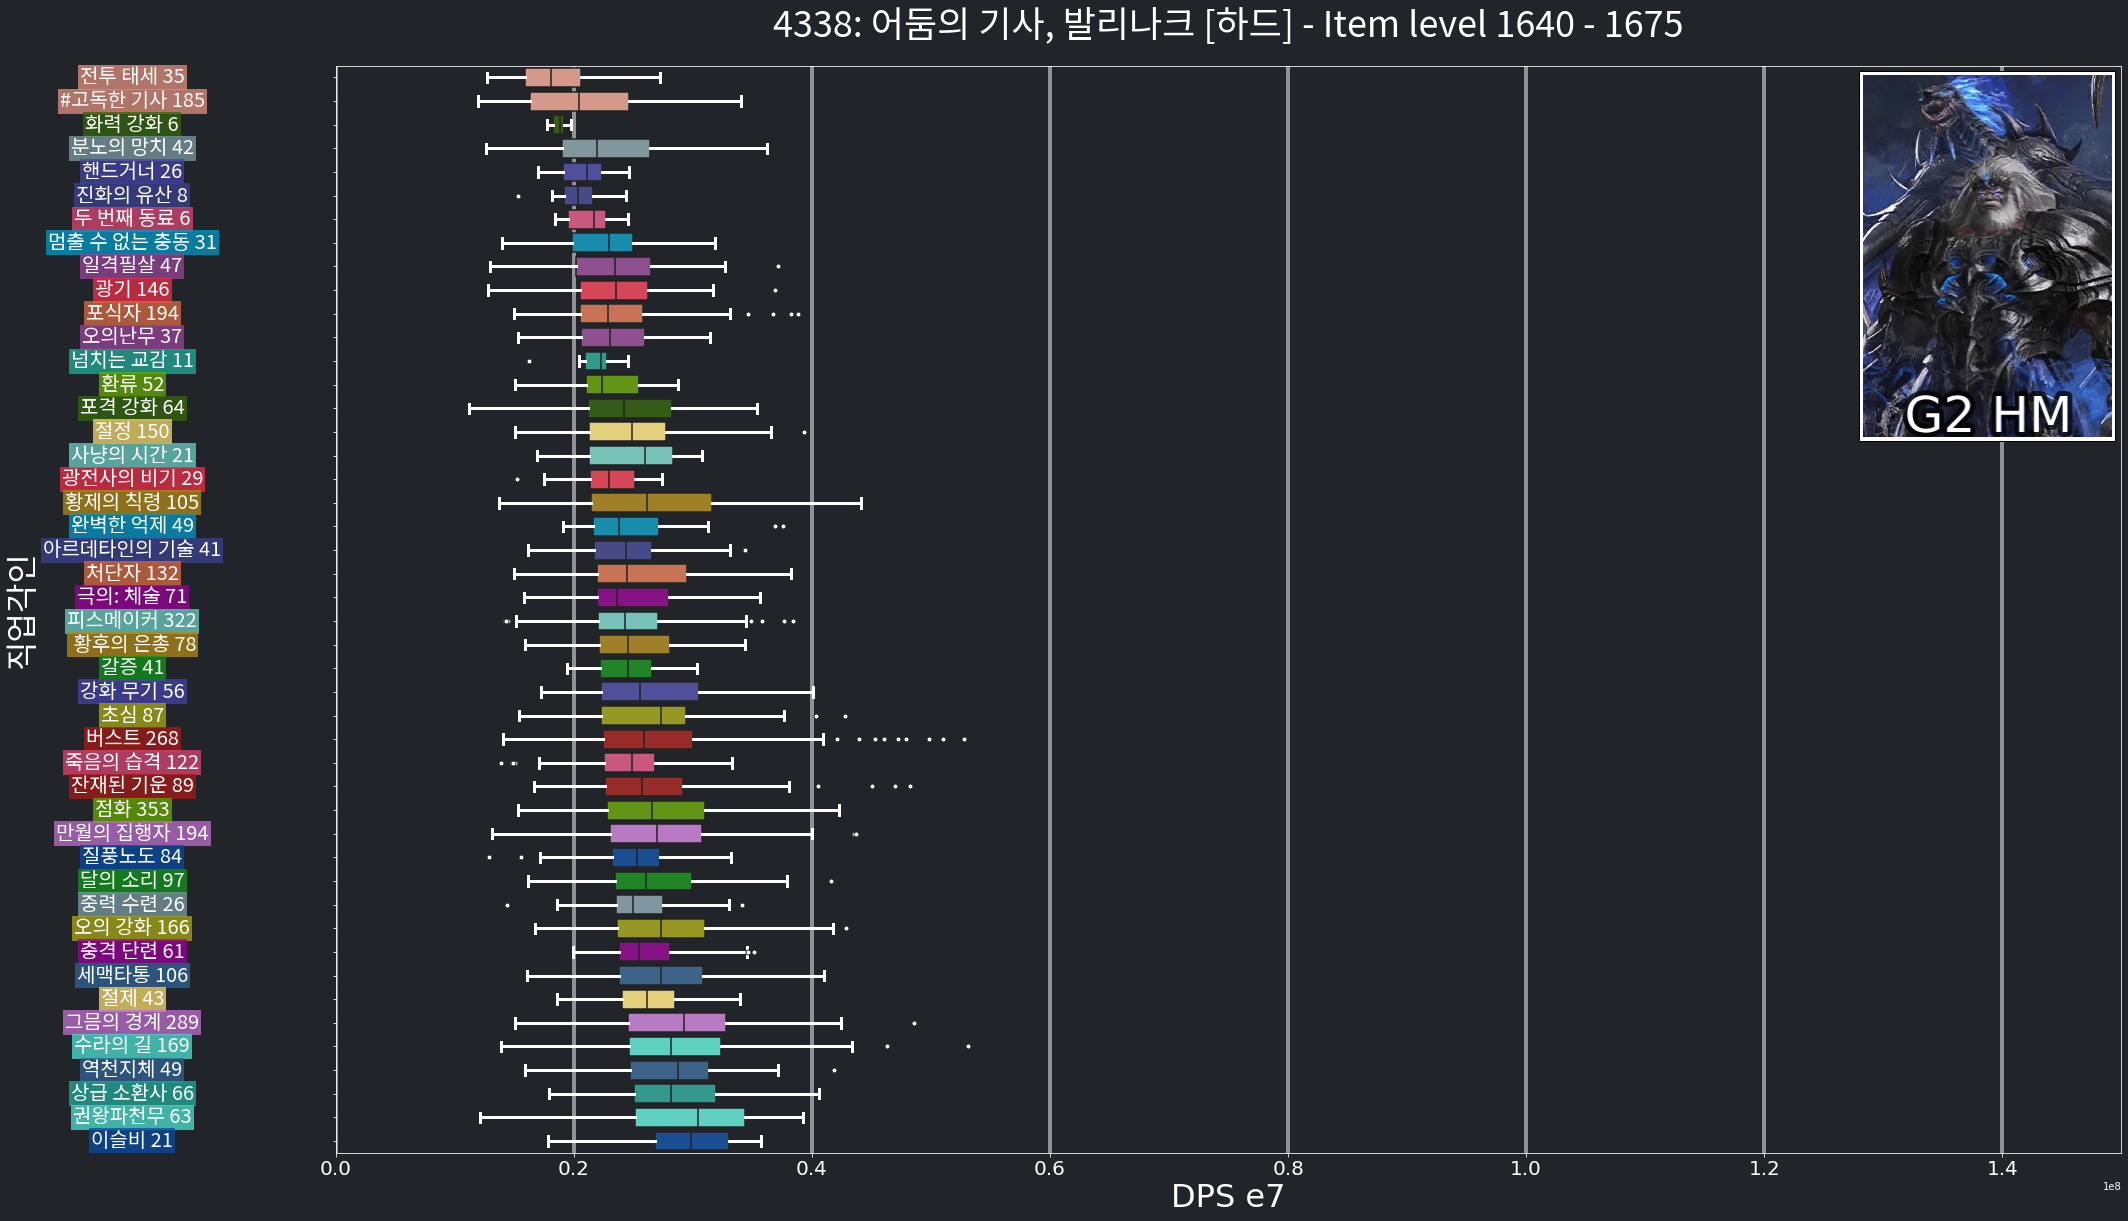 4338: 어둠의 기사, 발리나크 [하드] - Item level 1640 - 1675
전투 태세 35
#고독한 기사 185
화력 강화 6
분노의 망치 42
핸드거너 26
진화의 유산 8
두 번째 동료 6
멈출 수 없는 충동 31
일격필살 47
광기 146
포식자 194
오의난무 37
넘치는 교감 11
환류 52
포격 강화 64
절정 150
사냥의 시간 21
광전사의 비기 29
황제의 칙령 105
완벽한 억제 49
아르데타인의 기술 41
처단자 132
극의: 체술 71
피스메이커 322
황후의 은총 78
갈증 41
강화 무기 56
초심 87
버스트 268
죽음의 습격 122
잔재된 기운 89
점화 353
만월의 집행자 194
질풍노도 84
달의 소리 97
중력 수련 26
오의 강화 166
충격 단련 61
세맥타통 106
절제 43
그믐의 경계 289
수라의 길 169
역천지체 49
상급 소환사 66
권왕파천무 63
이슬비 21
직업각인
G2 HM
0.0 0.2 0.4 0.6 0.8 1.0 1.2 1.4
1e8
DPS e7